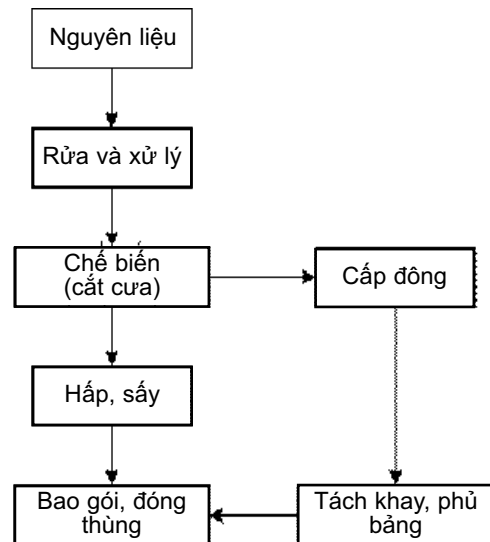 Nguyên liệu
Rửa và xử lý
Chế biến
(cắt cưa)
Cấp đông
Hấp, sấy
Bao gói, đóng
thùng
Tách khay, phủ
bảng